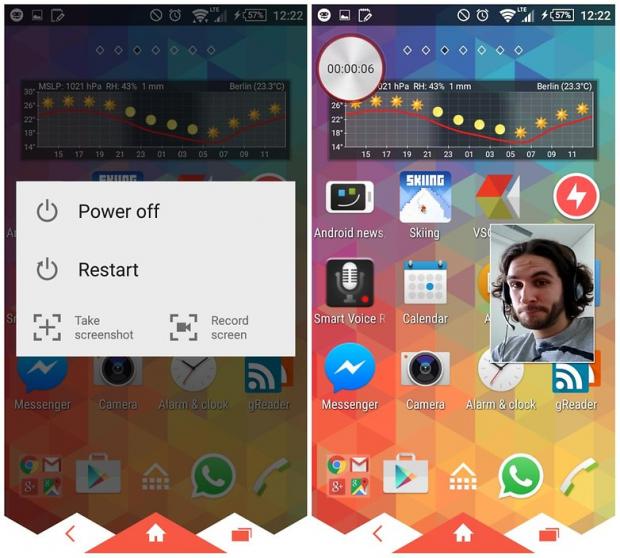 LTE 57% 12:22
MSLP: 1021 hPa RH: 43% 1 mm Berlin (23.3°C)
30°
26°
22°
18°
14°
15 17 19 21 23 01 03 05 07 09 11
SKIING
Power off
Restart
Take
screenshot
Record
screen
Messenger
Camera
Alarm & clock
gReader
LTE 57% 12:22
00:00:06
021 hPa RH: 43% 1 mm Berlin (23.3°C)
26°
22°
18°
14°
15 17 19 21 23 01 03 05 07 09 11
SKIING
Android news
Skiing
VSC
Smart Voice R
Calendar
A
Messenger
Camera
Alarm & clock
gReader